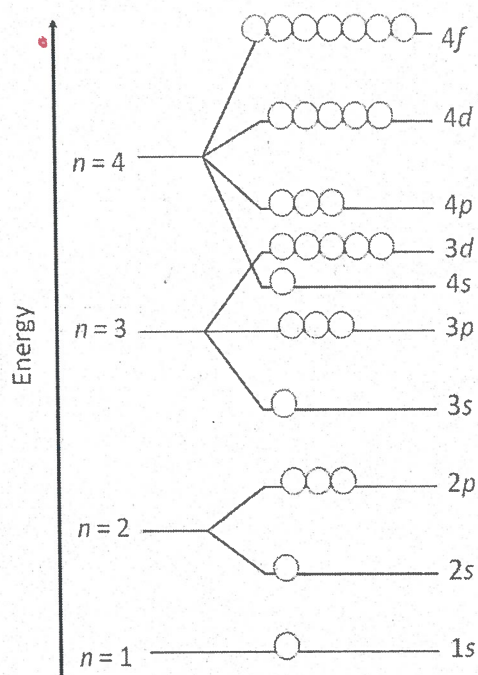 4f
4d
n = 4
4p
3d
4s
n = 3
3p
3s
2p
n = 2
2s
1s
n = 1
Energy